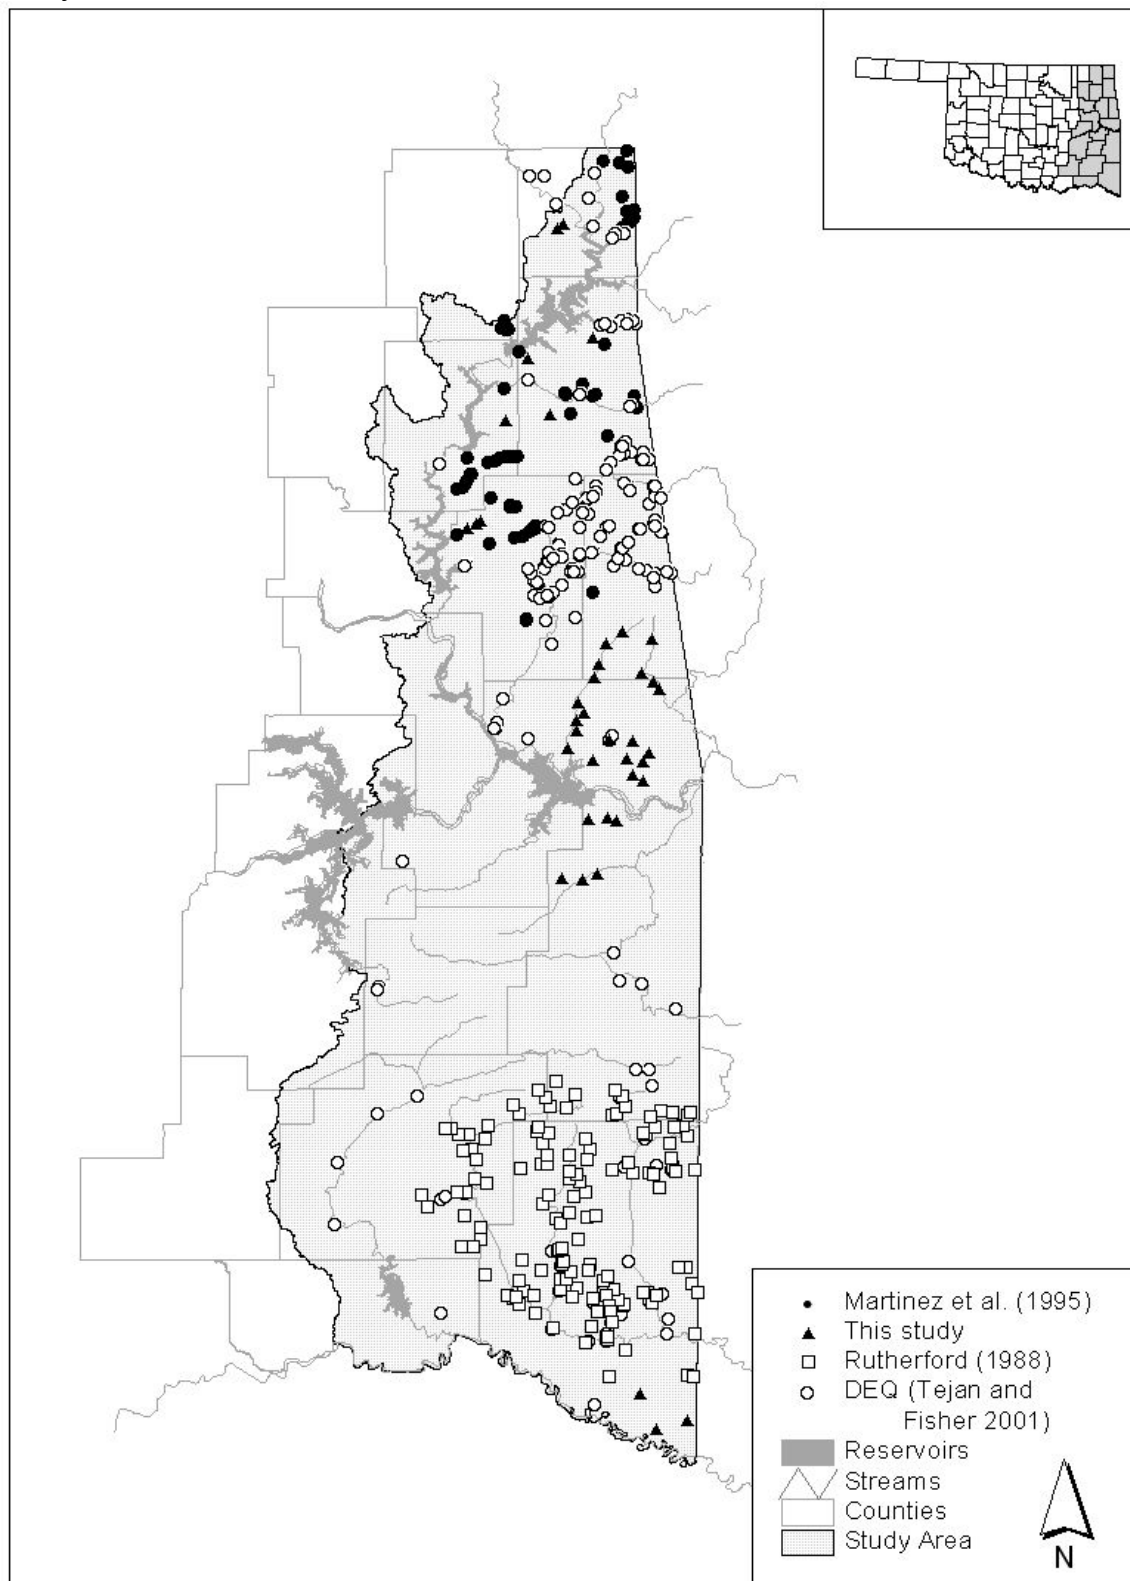 Martinez et al. (1995)
This study
Rutherford (1988)
DEQ (Tejan and
Fisher 2001)
Reservoirs
Streams
Counties
Study Area
N